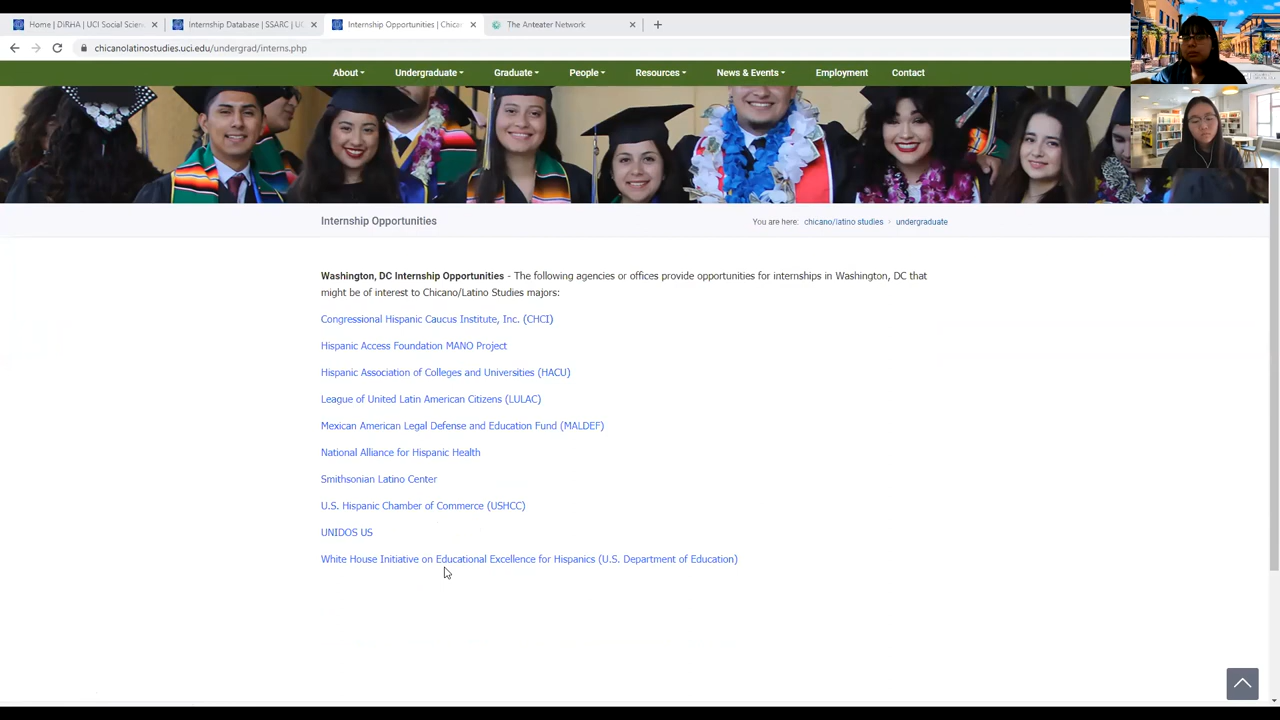 Home | DIRHA | UCI Social Scien
Internship Database | SSARC | UC
Internship Opportunities | Chica
The Anteater Network
chicanolatinostudies.uci.edu/undergrad/interns.php
About
Undergraduate
Graduate
People
Resources
News & Events
Employment
Contact
Internship Opportunities
You are here: chicano/latino studies > undergraduate
Washington, DC Internship Opportunities - The following agencies or offices provide opportunities for internships in Washington, DC that
might be of interest to Chicano/Latino Studies majors:
Congressional Hispanic Caucus Institute, Inc. (CHCI)
Hispanic Access Foundation MANO Project
Hispanic Association of Colleges and Universities (HACU)
League of United Latin American Citizens (LULAC)
Mexican American Legal Defense and Education Fund (MALDEF)
National Alliance for Hispanic Health
Smithsonian Latino Center
U.S. Hispanic Chamber of Commerce (USHCC)
UNIDOS US
White House Initiative on Educational Excellence for Hispanics (U.S. Department of Education)